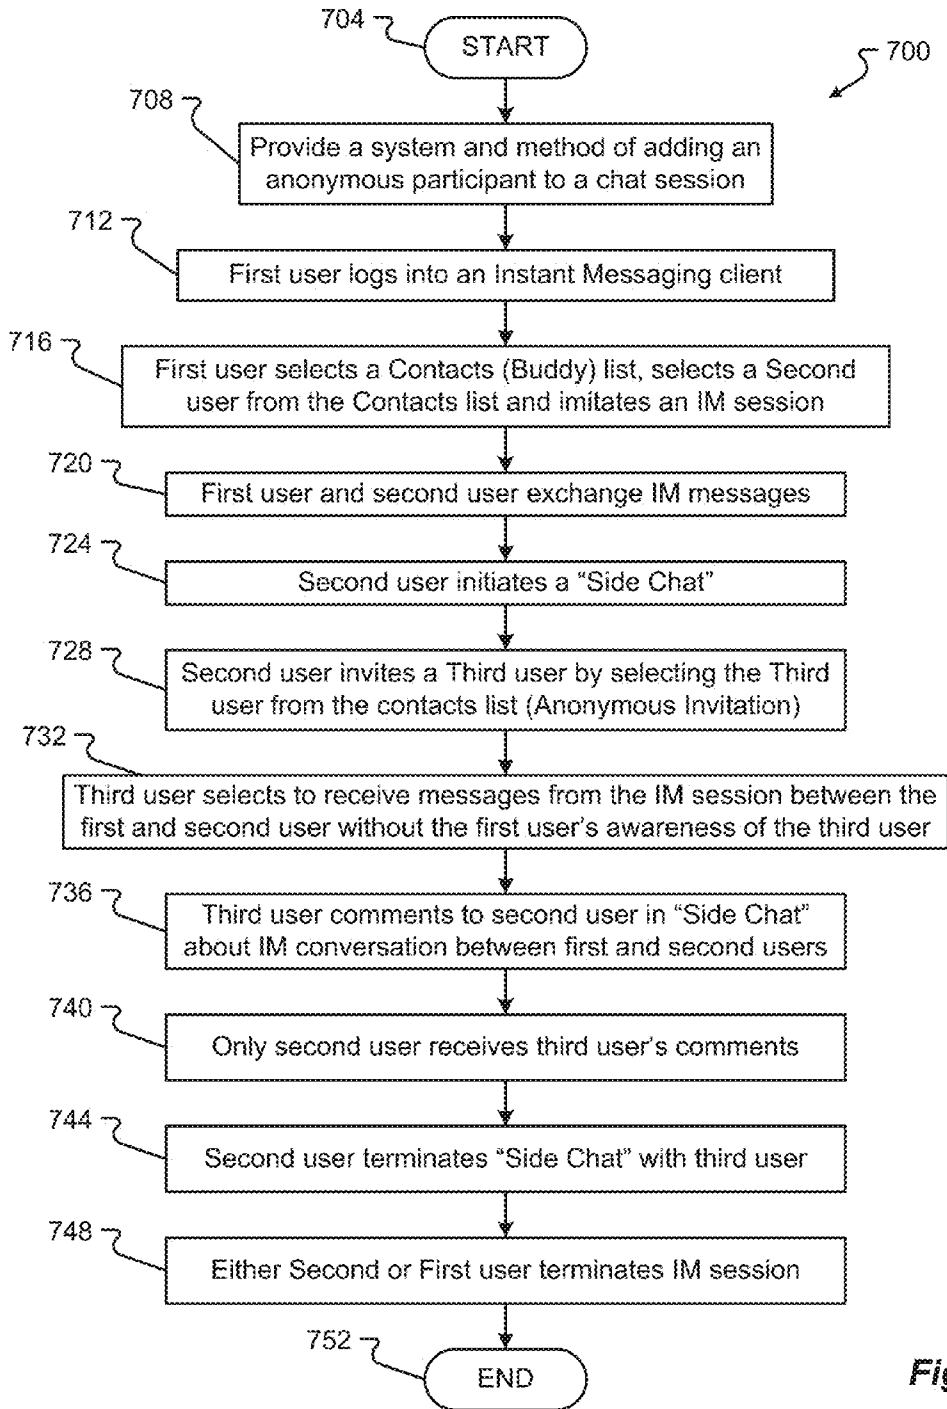 704
START
700
708
Provide a system and method of adding an
anonymous participant to a chat session
712
First user logs into an Instant Messaging client
716
First user selects a Contacts (Buddy) list, selects a Second
user from the Contacts list and imitates an IM session
720
First user and second user exchange IM messages
724
Second user initiates a “Side Chat”
728
Second user invites a Third user by selecting the Third
user from the contacts list (Anonymous Invitation)
732
Third user selects to receive messages from the IM session between the
first and second user without the first user’s awareness of the third user
736
Third user comments to second user in “Side Chat”
about IM conversation between first and second users
740
Only second user receives third user’s comments
744
Second user terminates “Side Chat” with third user
748
Either Second or First user terminates IM session
752
END